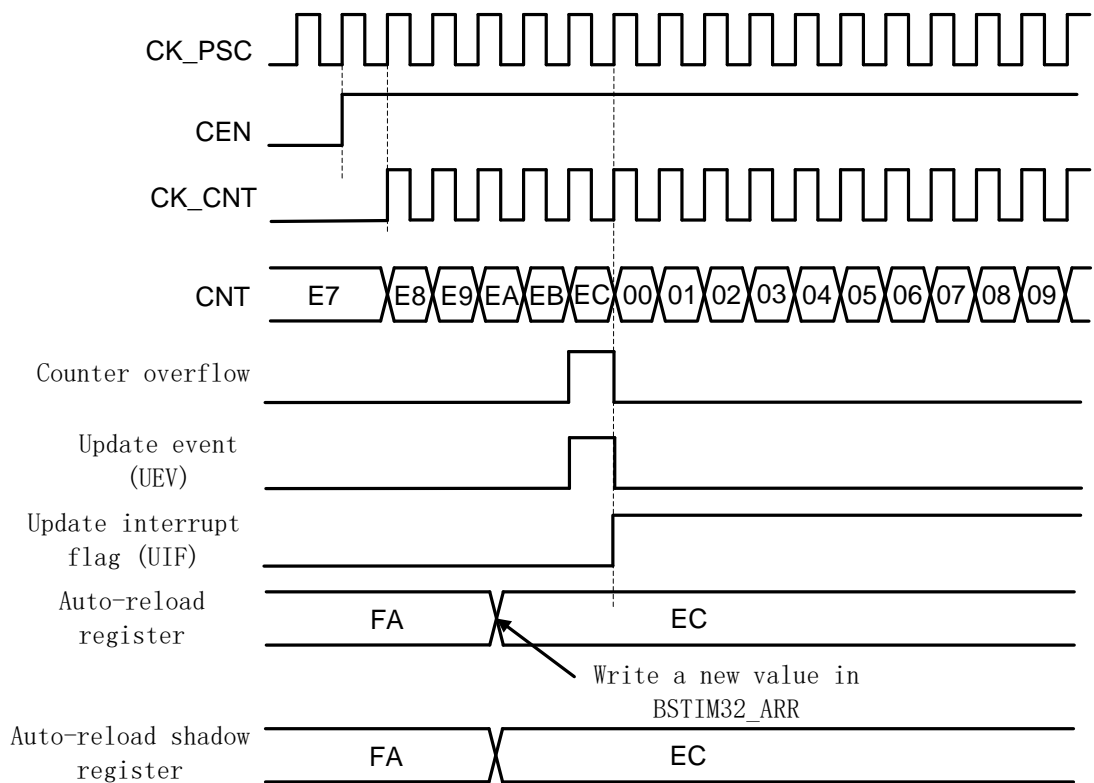 CK_PSC
CEN
CK_CNT
CNT
E7
E8
E9
EA
EB
EC
00
01
02
03
04
05
06
07
08
09
Counter overflow
Update event
(UEV)
Update interrupt
flag (UIF)
Auto-reload
register
FA
EC
Write a new value in
BSTIM32_ARR
Auto-reload shadow
register
FA
EC